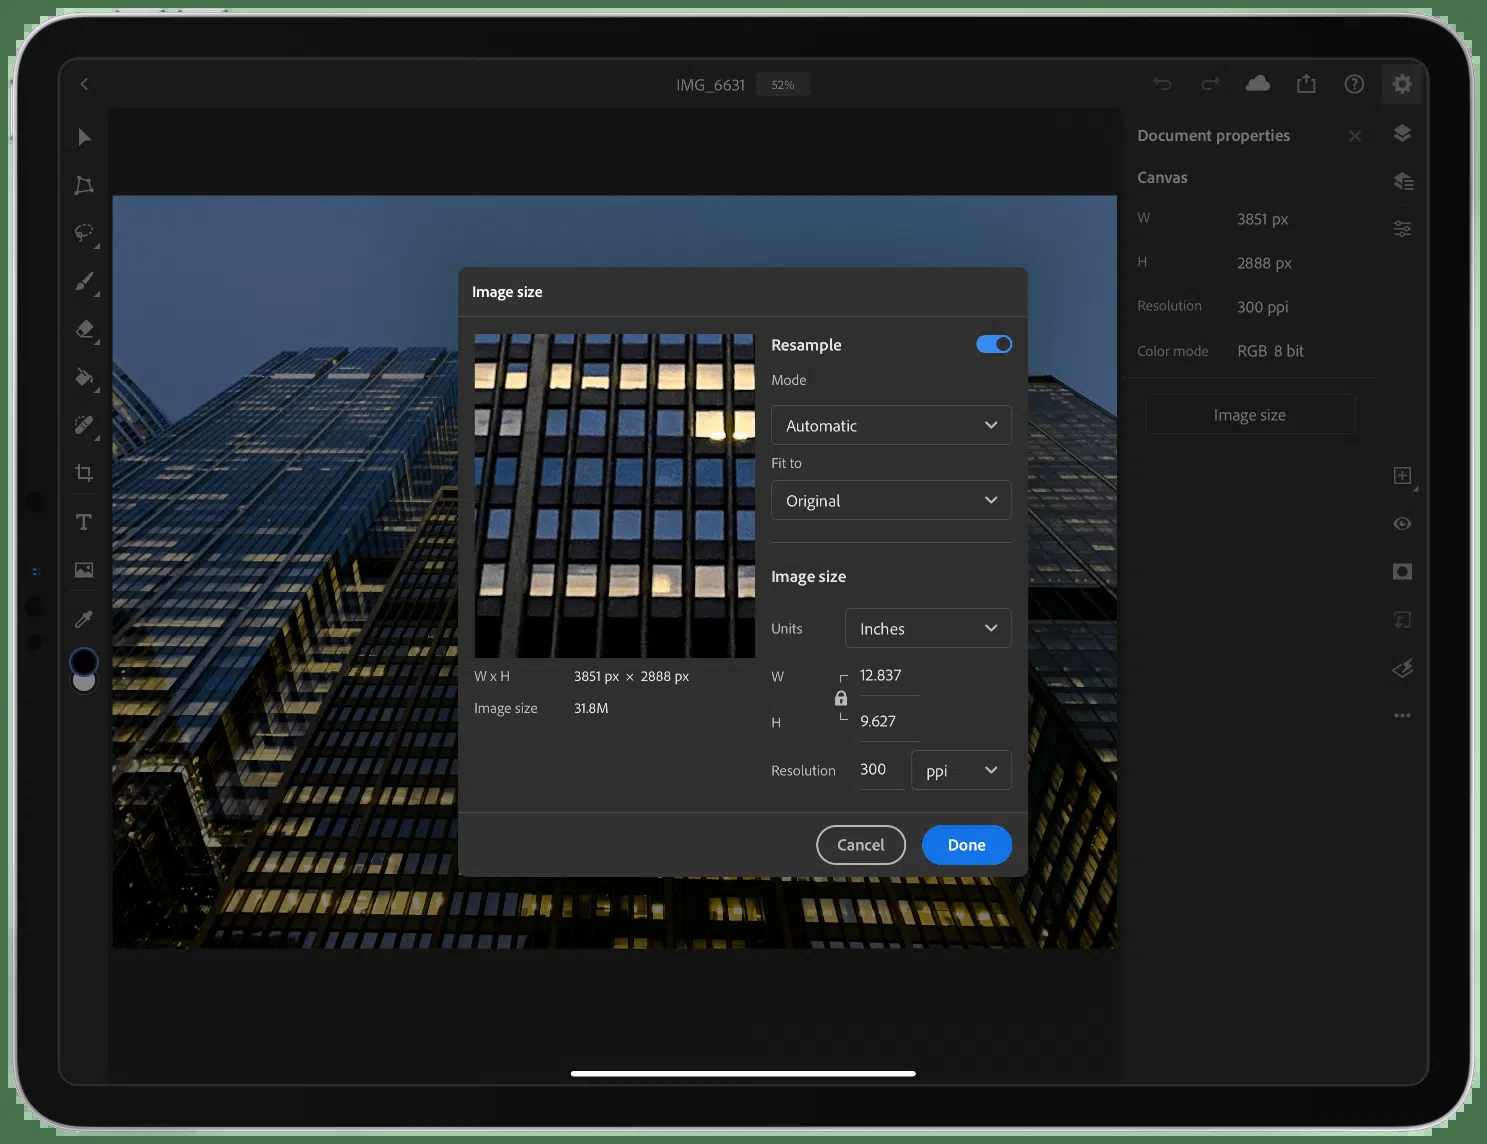 IMG_6631 52%
Document properties
Canvas
W 3851 px
H 2888 px
Resolution 300 ppi
Color mode RGB 8 bit
Image size
Image size
Resample
Mode
Automatic
Fit to
Original
Image size
Units Inches
W 12.837
H 9.627
Resolution 300 ppi
W x H 3851 px × 2888 px
Image size 31.8M
Cancel Done